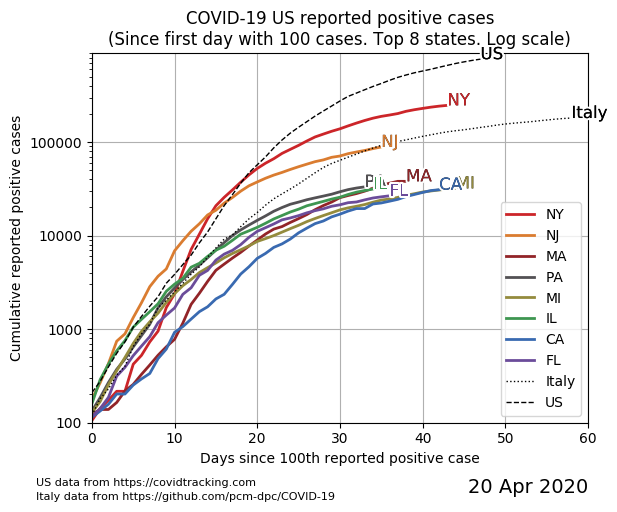 COVID-19 US reported positive cases
(Since first day with 100 cases. Top 8 states. Log scale)
Cumulative reported positive cases
100000
10000
1000
100
0
10
20
30
40
50
60
Days since 100th reported positive case
US
NY
Italy
NJ
PA
IL
MA
FL
CA
MI
NY
NJ
MA
PA
MI
IL
CA
FL
Italy
US
US data from https://covidtracking.com
Italy data from https://github.com/pcm-dpc/COVID-19
20 Apr 2020